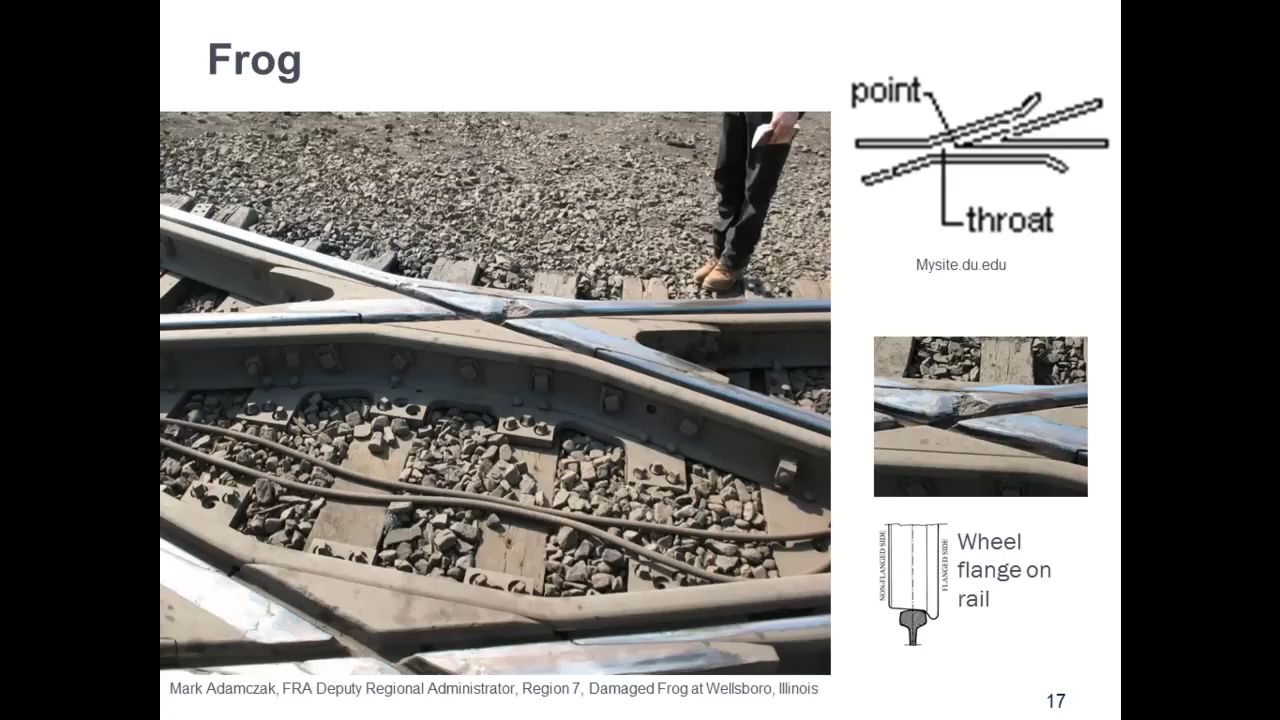 Frog
point
throat
Mysite.du.edu
NON-FLANGED SIDE
FLANGED SIDE
Wheel
flange on
rail
Mark Adamczak, FRA Deputy Regional Administrator, Region 7, Damaged Frog at Wellsboro, Illinois
17